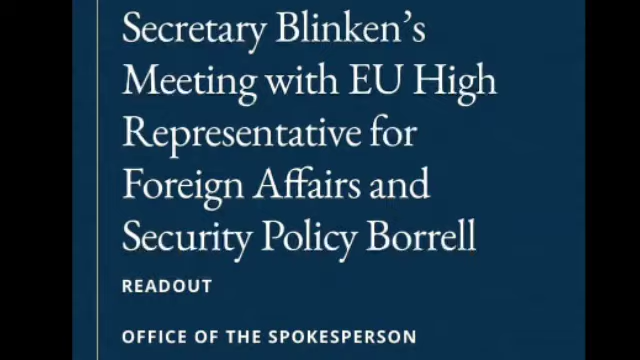 Secretary Blinken’s
Meeting with EU High
Representative for
Foreign Affairs and
Security Policy Borrell
READOUT
OFFICE OF THE SPOKESPERSON